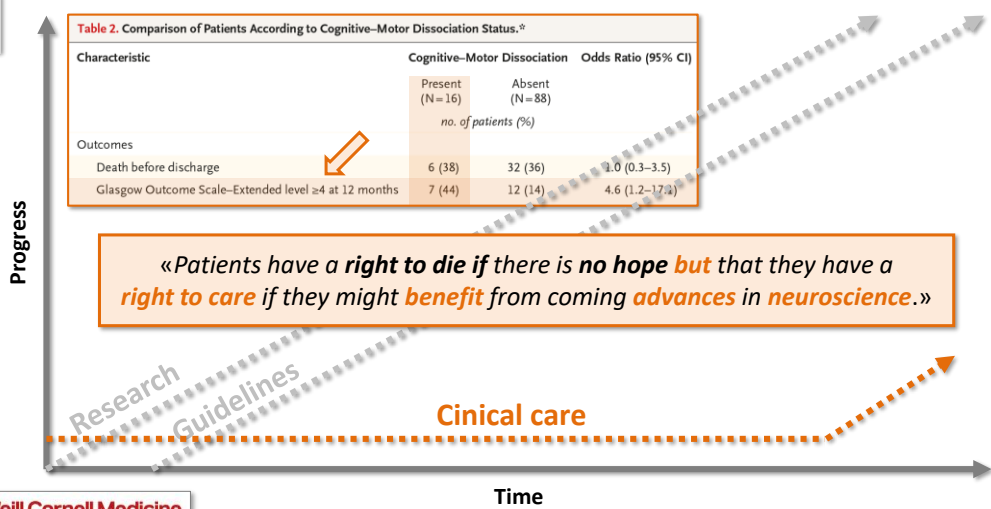 Table 2. Comparison of Patients According to Cognitive–Motor Dissociation Status.*
Characteristic Cognitive–Motor Dissociation Odds Ratio (95% CI)
Present Absent
(N=16) (N=88)
no. of patients (%)
Outcomes
Death before discharge 6 (38) 32 (36) 1.0 (0.3–3.5)
Glasgow Outcome Scale–Extended level ≥4 at 12 months 7 (44) 12 (14) 4.6 (1.2–17.1)
Progress
«Patients have a right to die if there is no hope but that they have a
right to care if they might benefit from coming advances in neuroscience.»
Research
Guidelines
Cinical care
Time
Cornell Medicine